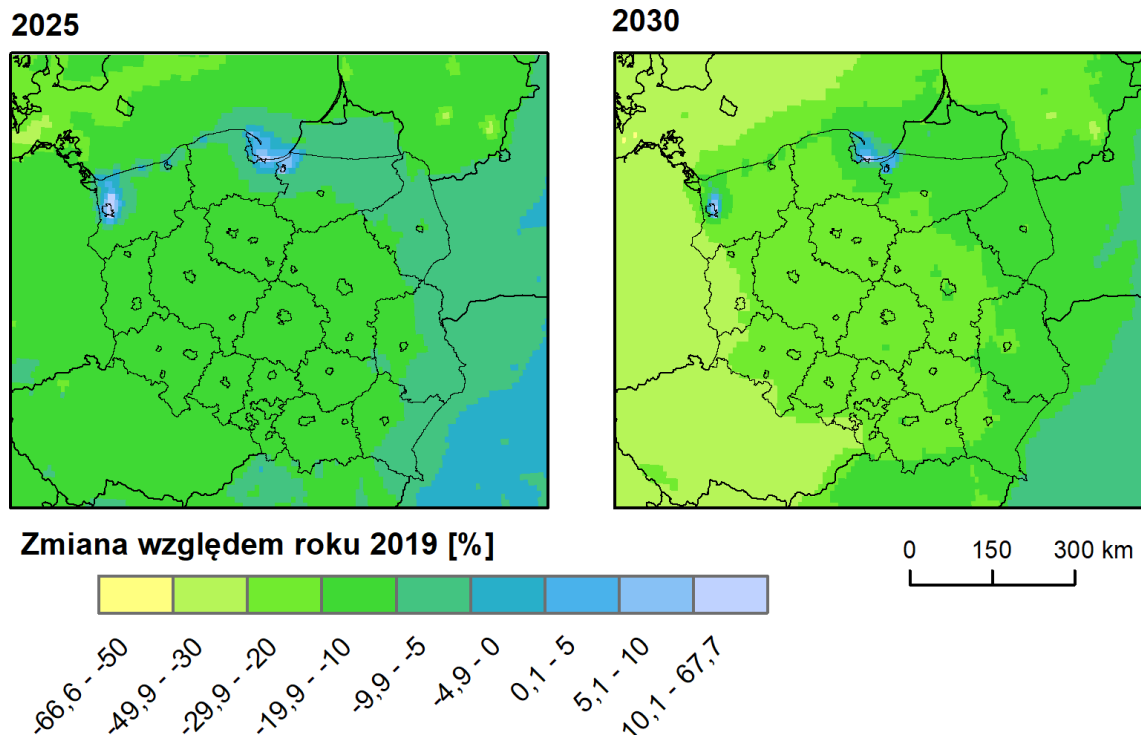 2025
2030
Zmiana względem roku 2019 [%]
0 150 300 km
-66,6 - -50
-49,9 - -30
-29,9 - -20
-19,9 - -10
-9,9 - -5
-4,9 - 0
0,1 - 5
5,1 - 10
10,1 - 67,7